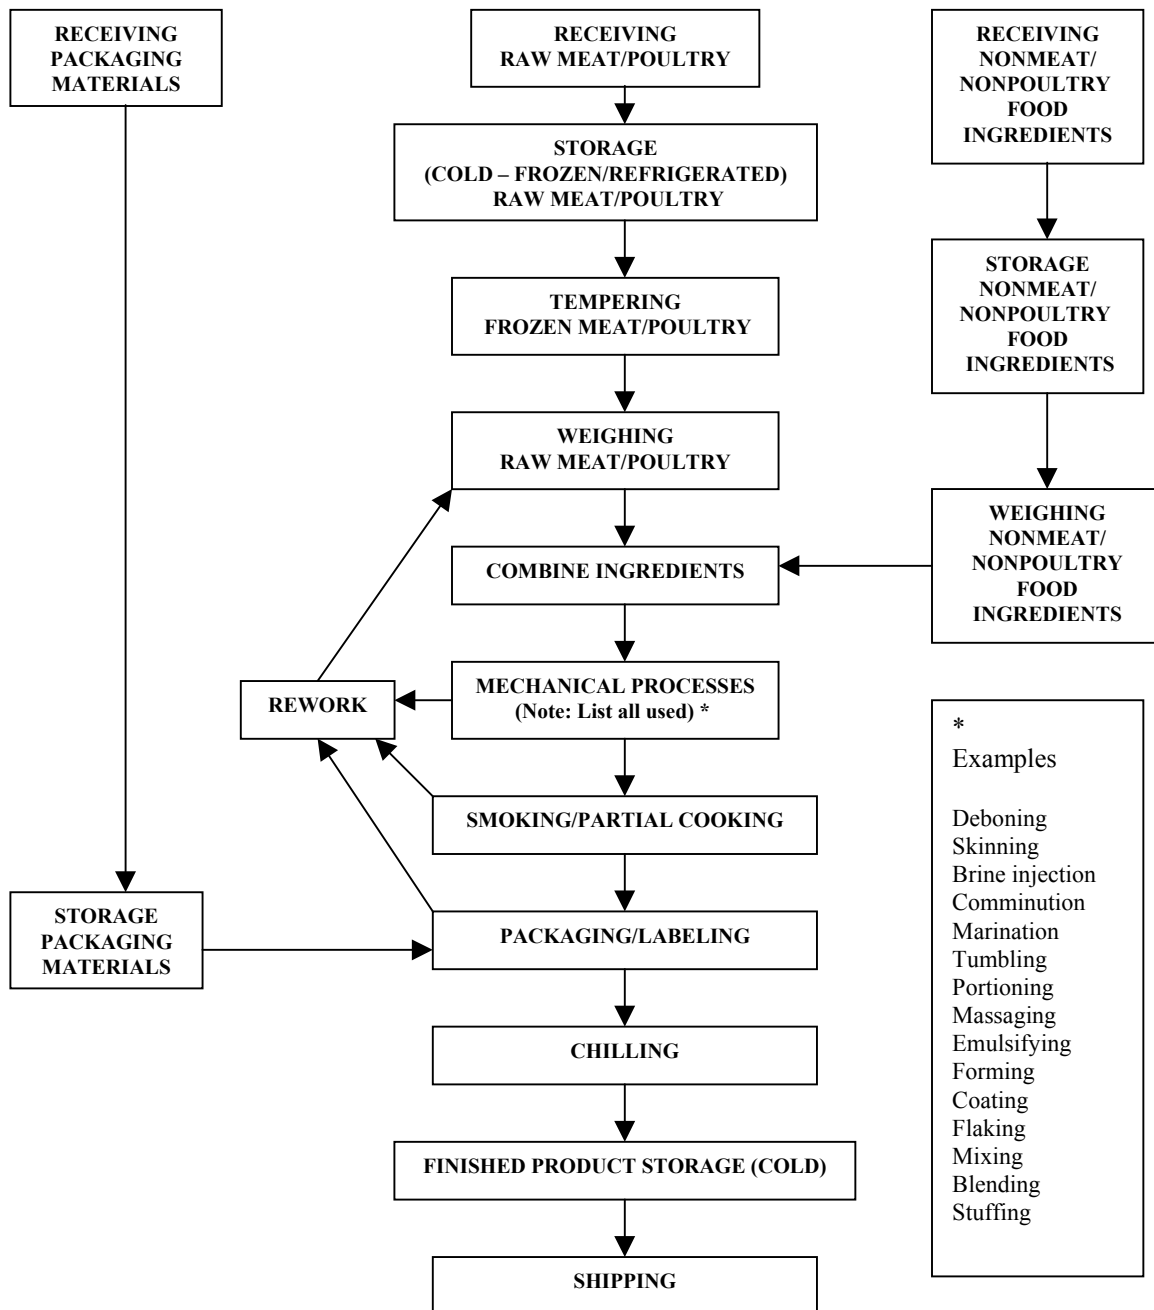 RECEIVING
PACKAGING
MATERIALS
RECEIVING
RAW MEAT/POULTRY
RECEIVING
NONMEAT/
NONPOULTRY
FOOD
INGREDIENTS
STORAGE
(COLD – FROZEN/REFRIGERATED)
RAW MEAT/POULTRY
STORAGE
NONMEAT/
NONPOULTRY
FOOD
INGREDIENTS
TEMPERING
FROZEN MEAT/POULTRY
WEIGHING
RAW MEAT/POULTRY
WEIGHING
NONMEAT/
NONPOULTRY
FOOD
INGREDIENTS
COMBINE INGREDIENTS
MECHANICAL PROCESSES
(Note: List all used) *
REWORK
SMOKING/PARTIAL COOKING
STORAGE
PACKAGING
MATERIALS
PACKAGING/LABELING
CHILLING
FINISHED PRODUCT STORAGE (COLD)
SHIPPING
*
Examples
Deboning
Skinning
Brine injection
Comminution
Marination
Tumbling
Portioning
Massaging
Emulsifying
Forming
Coating
Flaking
Mixing
Blending
Stuffing